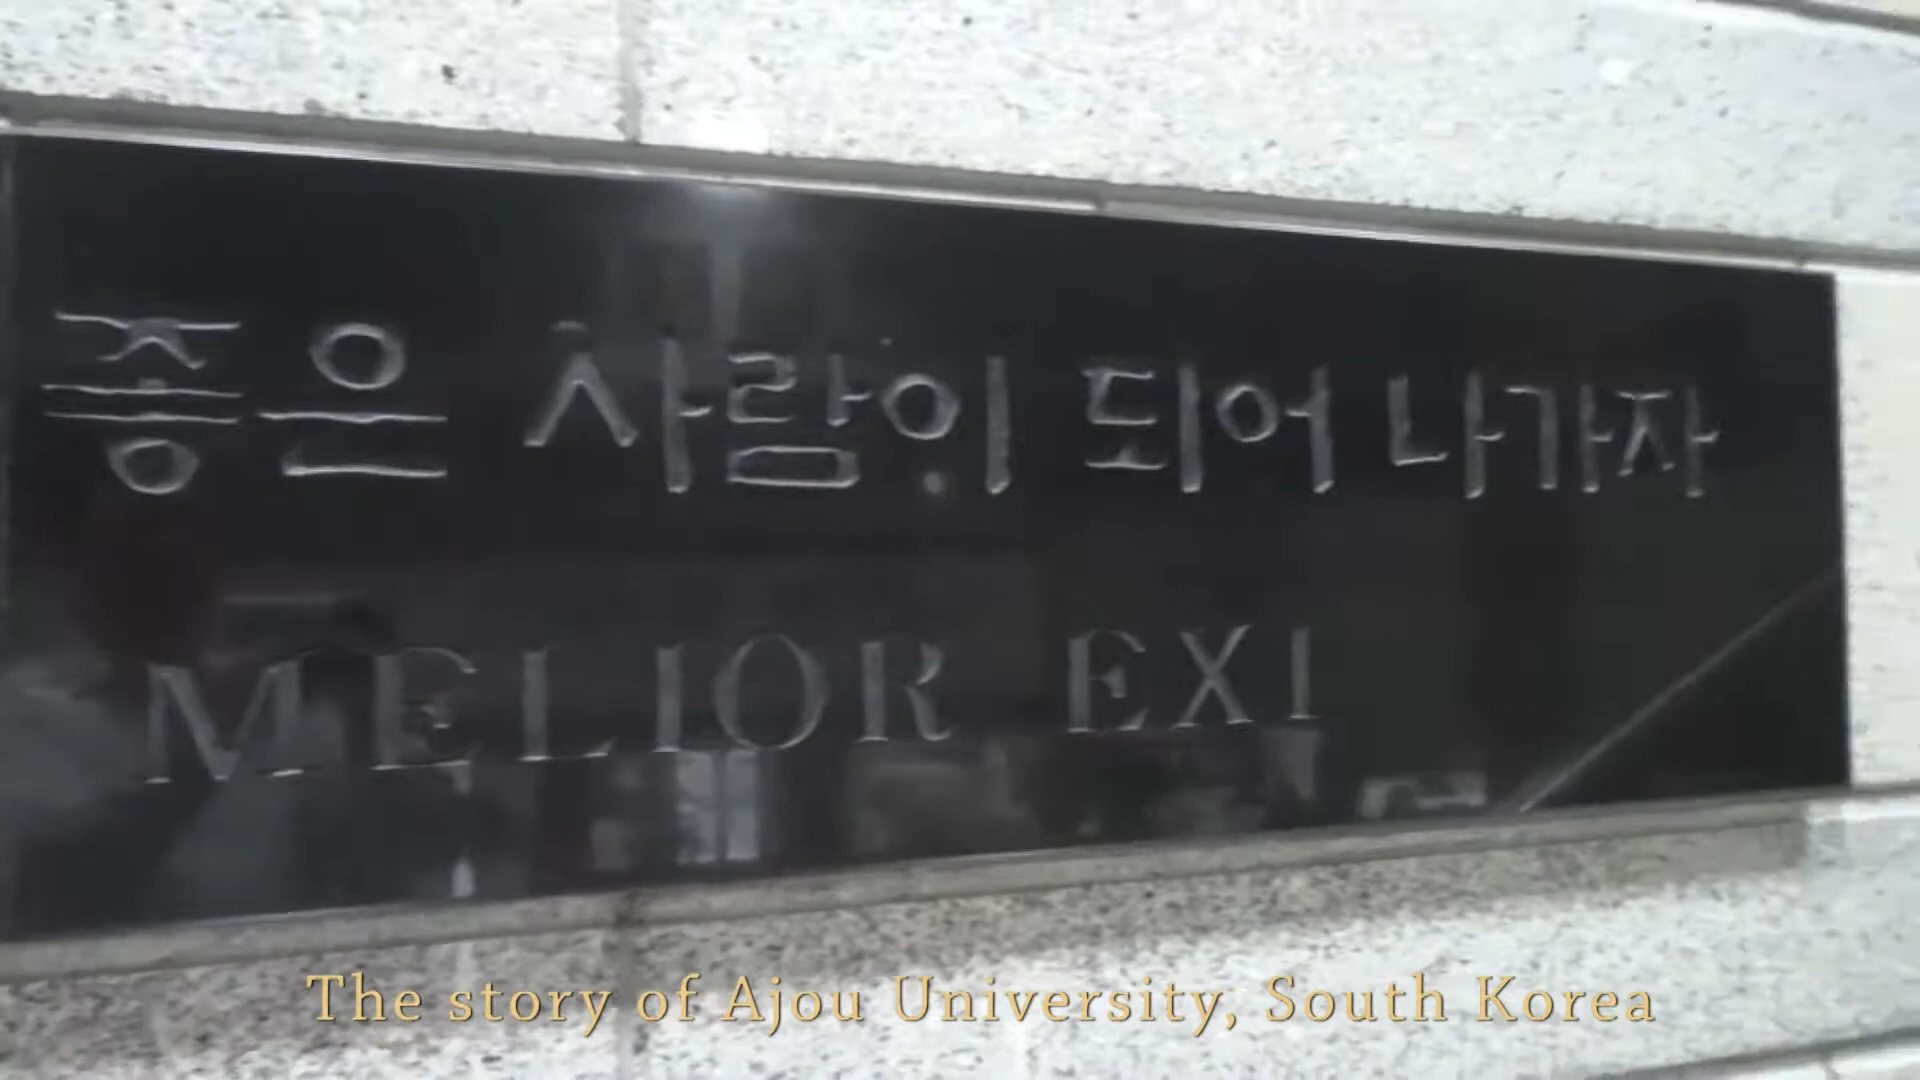 좋은 사람이 되어 나가자
MELIOR EXI
The story of Ajou University, South Korea